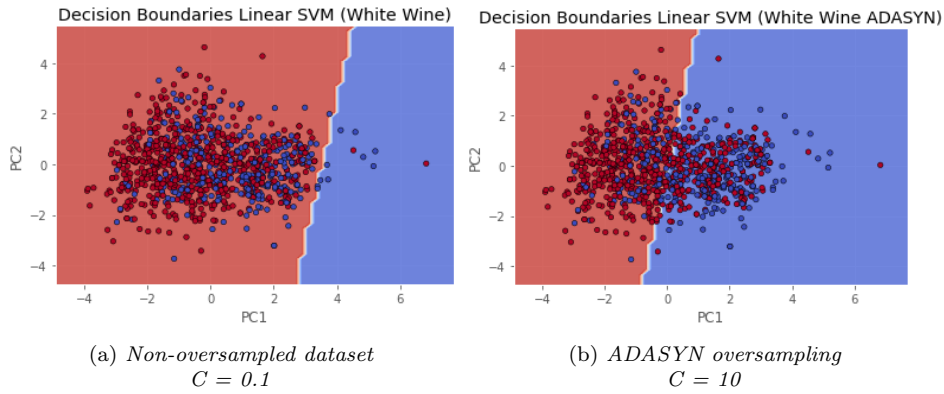 Decision Boundaries Linear SVM (White Wine)
4
2
0
−2
−4
PC2
−4 −2 0 2 4 6
PC1
(a) Non-oversampled dataset
C = 0.1
Decision Boundaries Linear SVM (White Wine ADASYN)
4
2
0
−2
−4
PC2
−4 −2 0 2 4 6
PC1
(b) ADASYN oversampling
C = 10